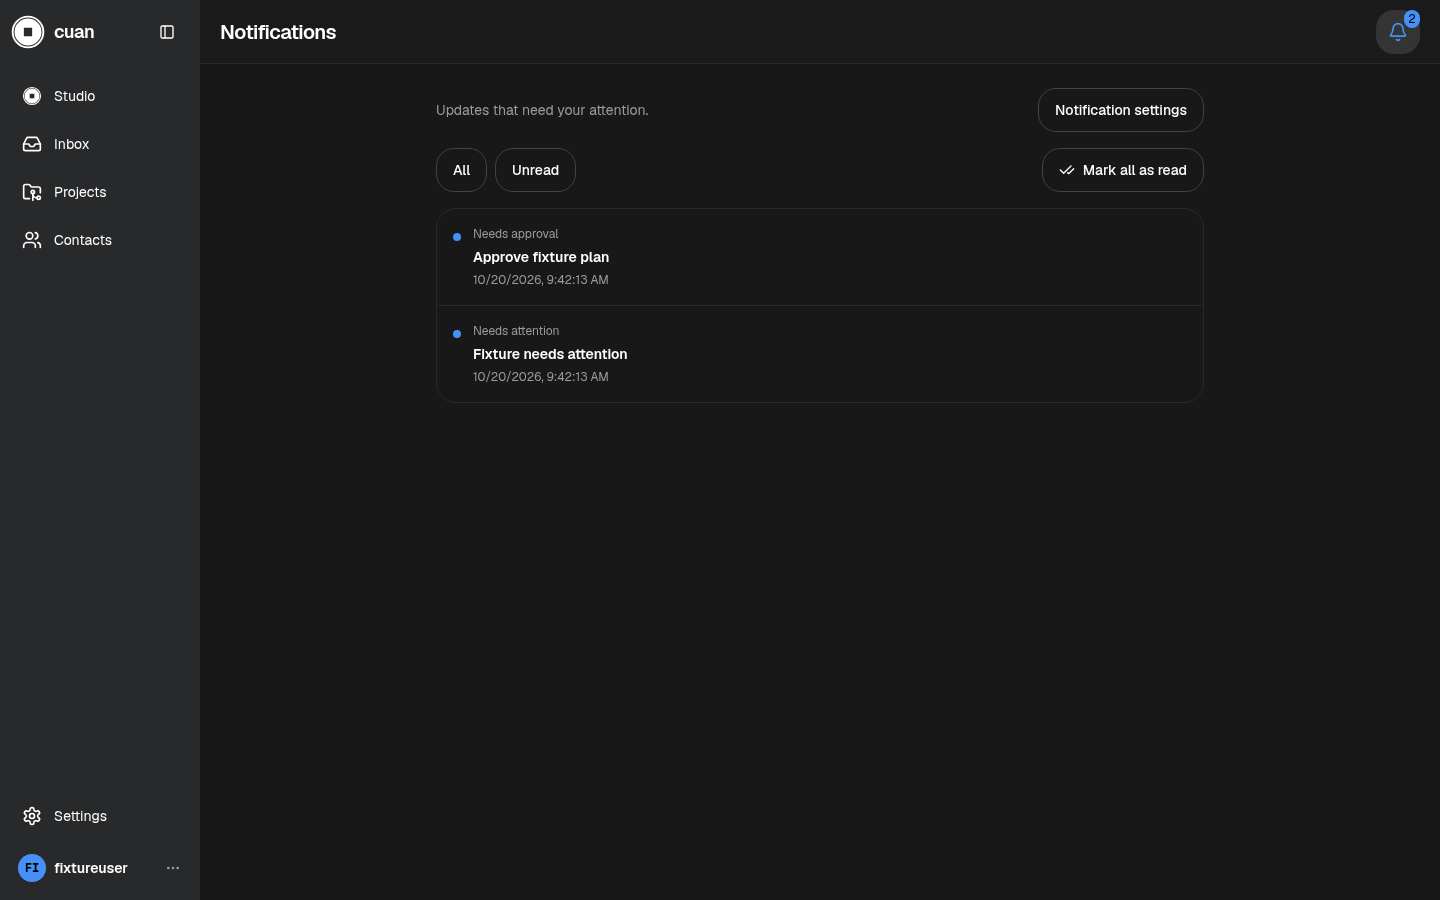 cuan
Notifications
2
Studio
Inbox
Projects
Contacts
Updates that need your attention.
Notification settings
All
Unread
Mark all as read
Needs approval
Approve fixture plan
10/20/2026, 9:42:13 AM
Needs attention
Fixture needs attention
10/20/2026, 9:42:13 AM
Settings
FI
fixtureuser